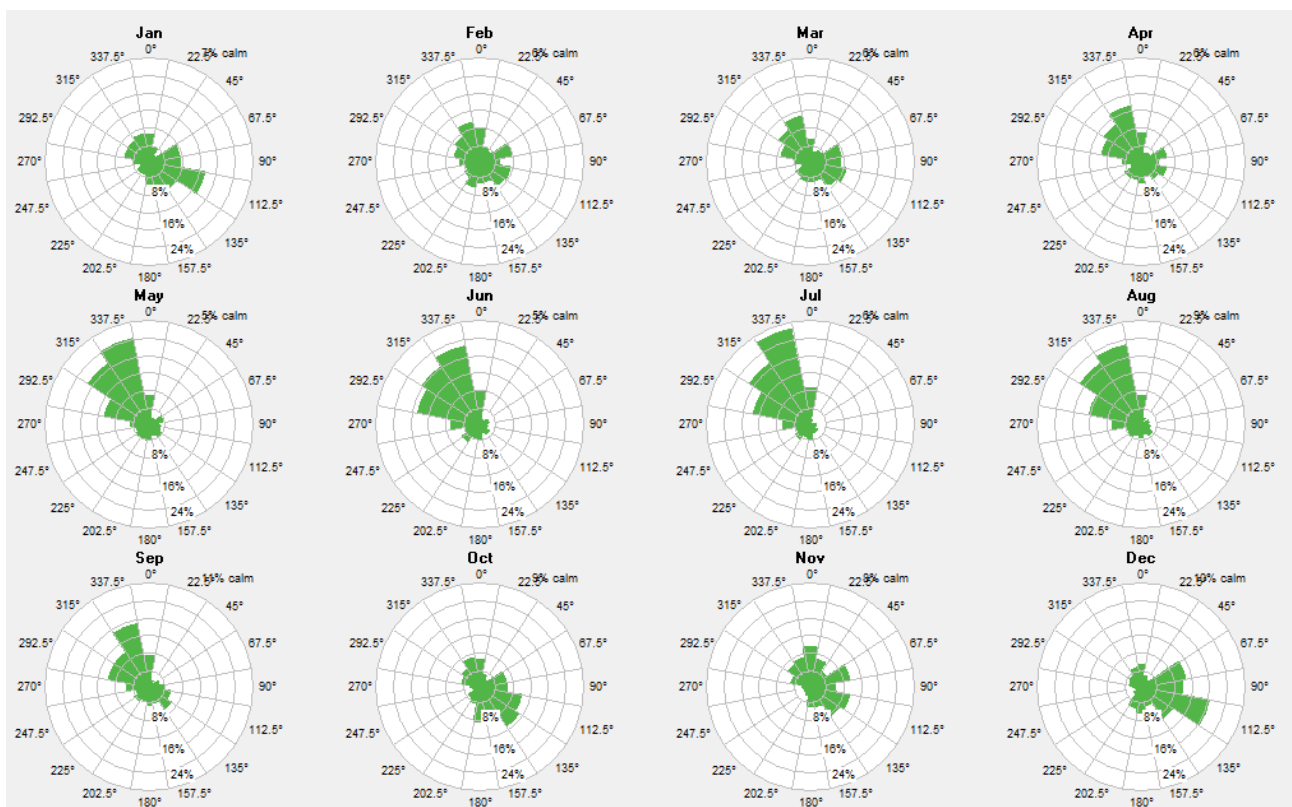 Jan Feb Mar Apr
337.5° 0° 22.5° 7% calm 337.5° 0° 22.5° 6% calm 337.5° 0° 22.5° 6% calm 337.5° 0° 22.5° 6% calm
315° 45° 315° 45° 315° 45° 315° 45°
292.5° 67.5° 292.5° 67.5° 292.5° 67.5° 292.5° 67.5°
270° 90° 270° 90° 270° 90° 270° 90°
8% 8% 8% 8%
247.5° 112.5° 247.5° 112.5° 247.5° 112.5° 247.5° 112.5°
16% 16% 16% 16%
225° 24% 135° 225° 24% 135° 225° 24% 135° 225° 24% 135°
202.5° 180° 157.5° 202.5° 180° 157.5° 202.5° 180° 157.5° 202.5° 180° 157.5°
May Jun Jul Aug
337.5° 0° 22.5° 5% calm 337.5° 0° 22.5° 5% calm 337.5° 0° 22.5° 6% calm 337.5° 0° 22.5° 9% calm
315° 45° 315° 45° 315° 45° 315° 45°
292.5° 67.5° 292.5° 67.5° 292.5° 67.5° 292.5° 67.5°
270° 90° 270° 90° 270° 90° 270° 90°
8% 8% 8% 8%
247.5° 112.5° 247.5° 112.5° 247.5° 112.5° 247.5° 112.5°
16% 16% 16% 16%
225° 24% 135° 225° 24% 135° 225° 24% 135° 225° 24% 135°
202.5° 180° 157.5° 202.5° 180° 157.5° 202.5° 180° 157.5° 202.5° 180° 157.5°
Sep Oct Nov Dec
337.5° 0° 22.5° 11% calm 337.5° 0° 22.5° 9% calm 337.5° 0° 22.5° 8% calm 337.5° 0° 22.5° 10% calm
315° 45° 315° 45° 315° 45° 315° 45°
292.5° 67.5° 292.5° 67.5° 292.5° 67.5° 292.5° 67.5°
270° 90° 270° 90° 270° 90° 270° 90°
8% 8% 8% 8%
247.5° 112.5° 247.5° 112.5° 247.5° 112.5° 247.5° 112.5°
16% 16% 16% 16%
225° 24% 135° 225° 24% 135° 225° 24% 135° 225° 24% 135°
202.5° 180° 157.5° 202.5° 180° 157.5° 202.5° 180° 157.5° 202.5° 180° 157.5°